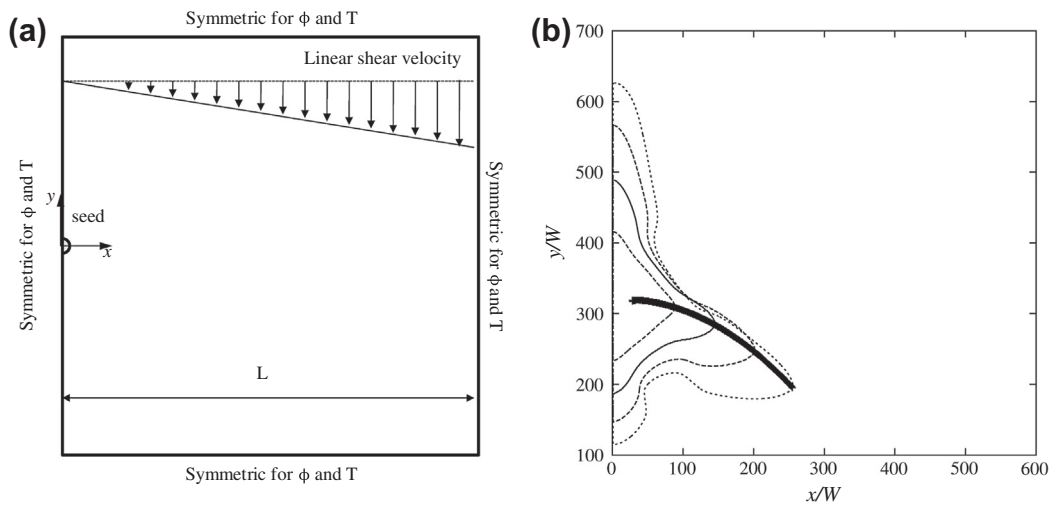 (a)
Symmetric for ϕ and T
Linear shear velocity
Symmetric for ϕ and T
y
seed
x
Symmetric for ϕ and T
L
Symmetric for ϕ and T
(b)
700
600
500
400
300
200
100
y/W
0 100 200 300 400 500 600
x/W